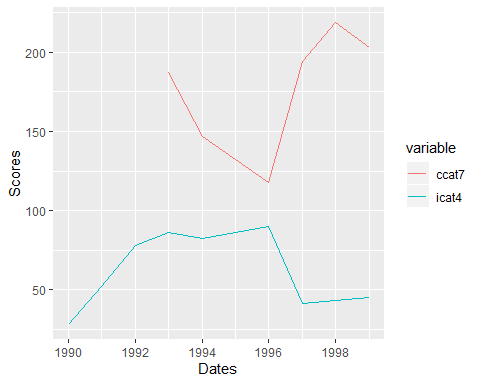 200
150
100
50
Scores
1990 1992 1994 1996 1998
Dates
variable
ccat7
icat4